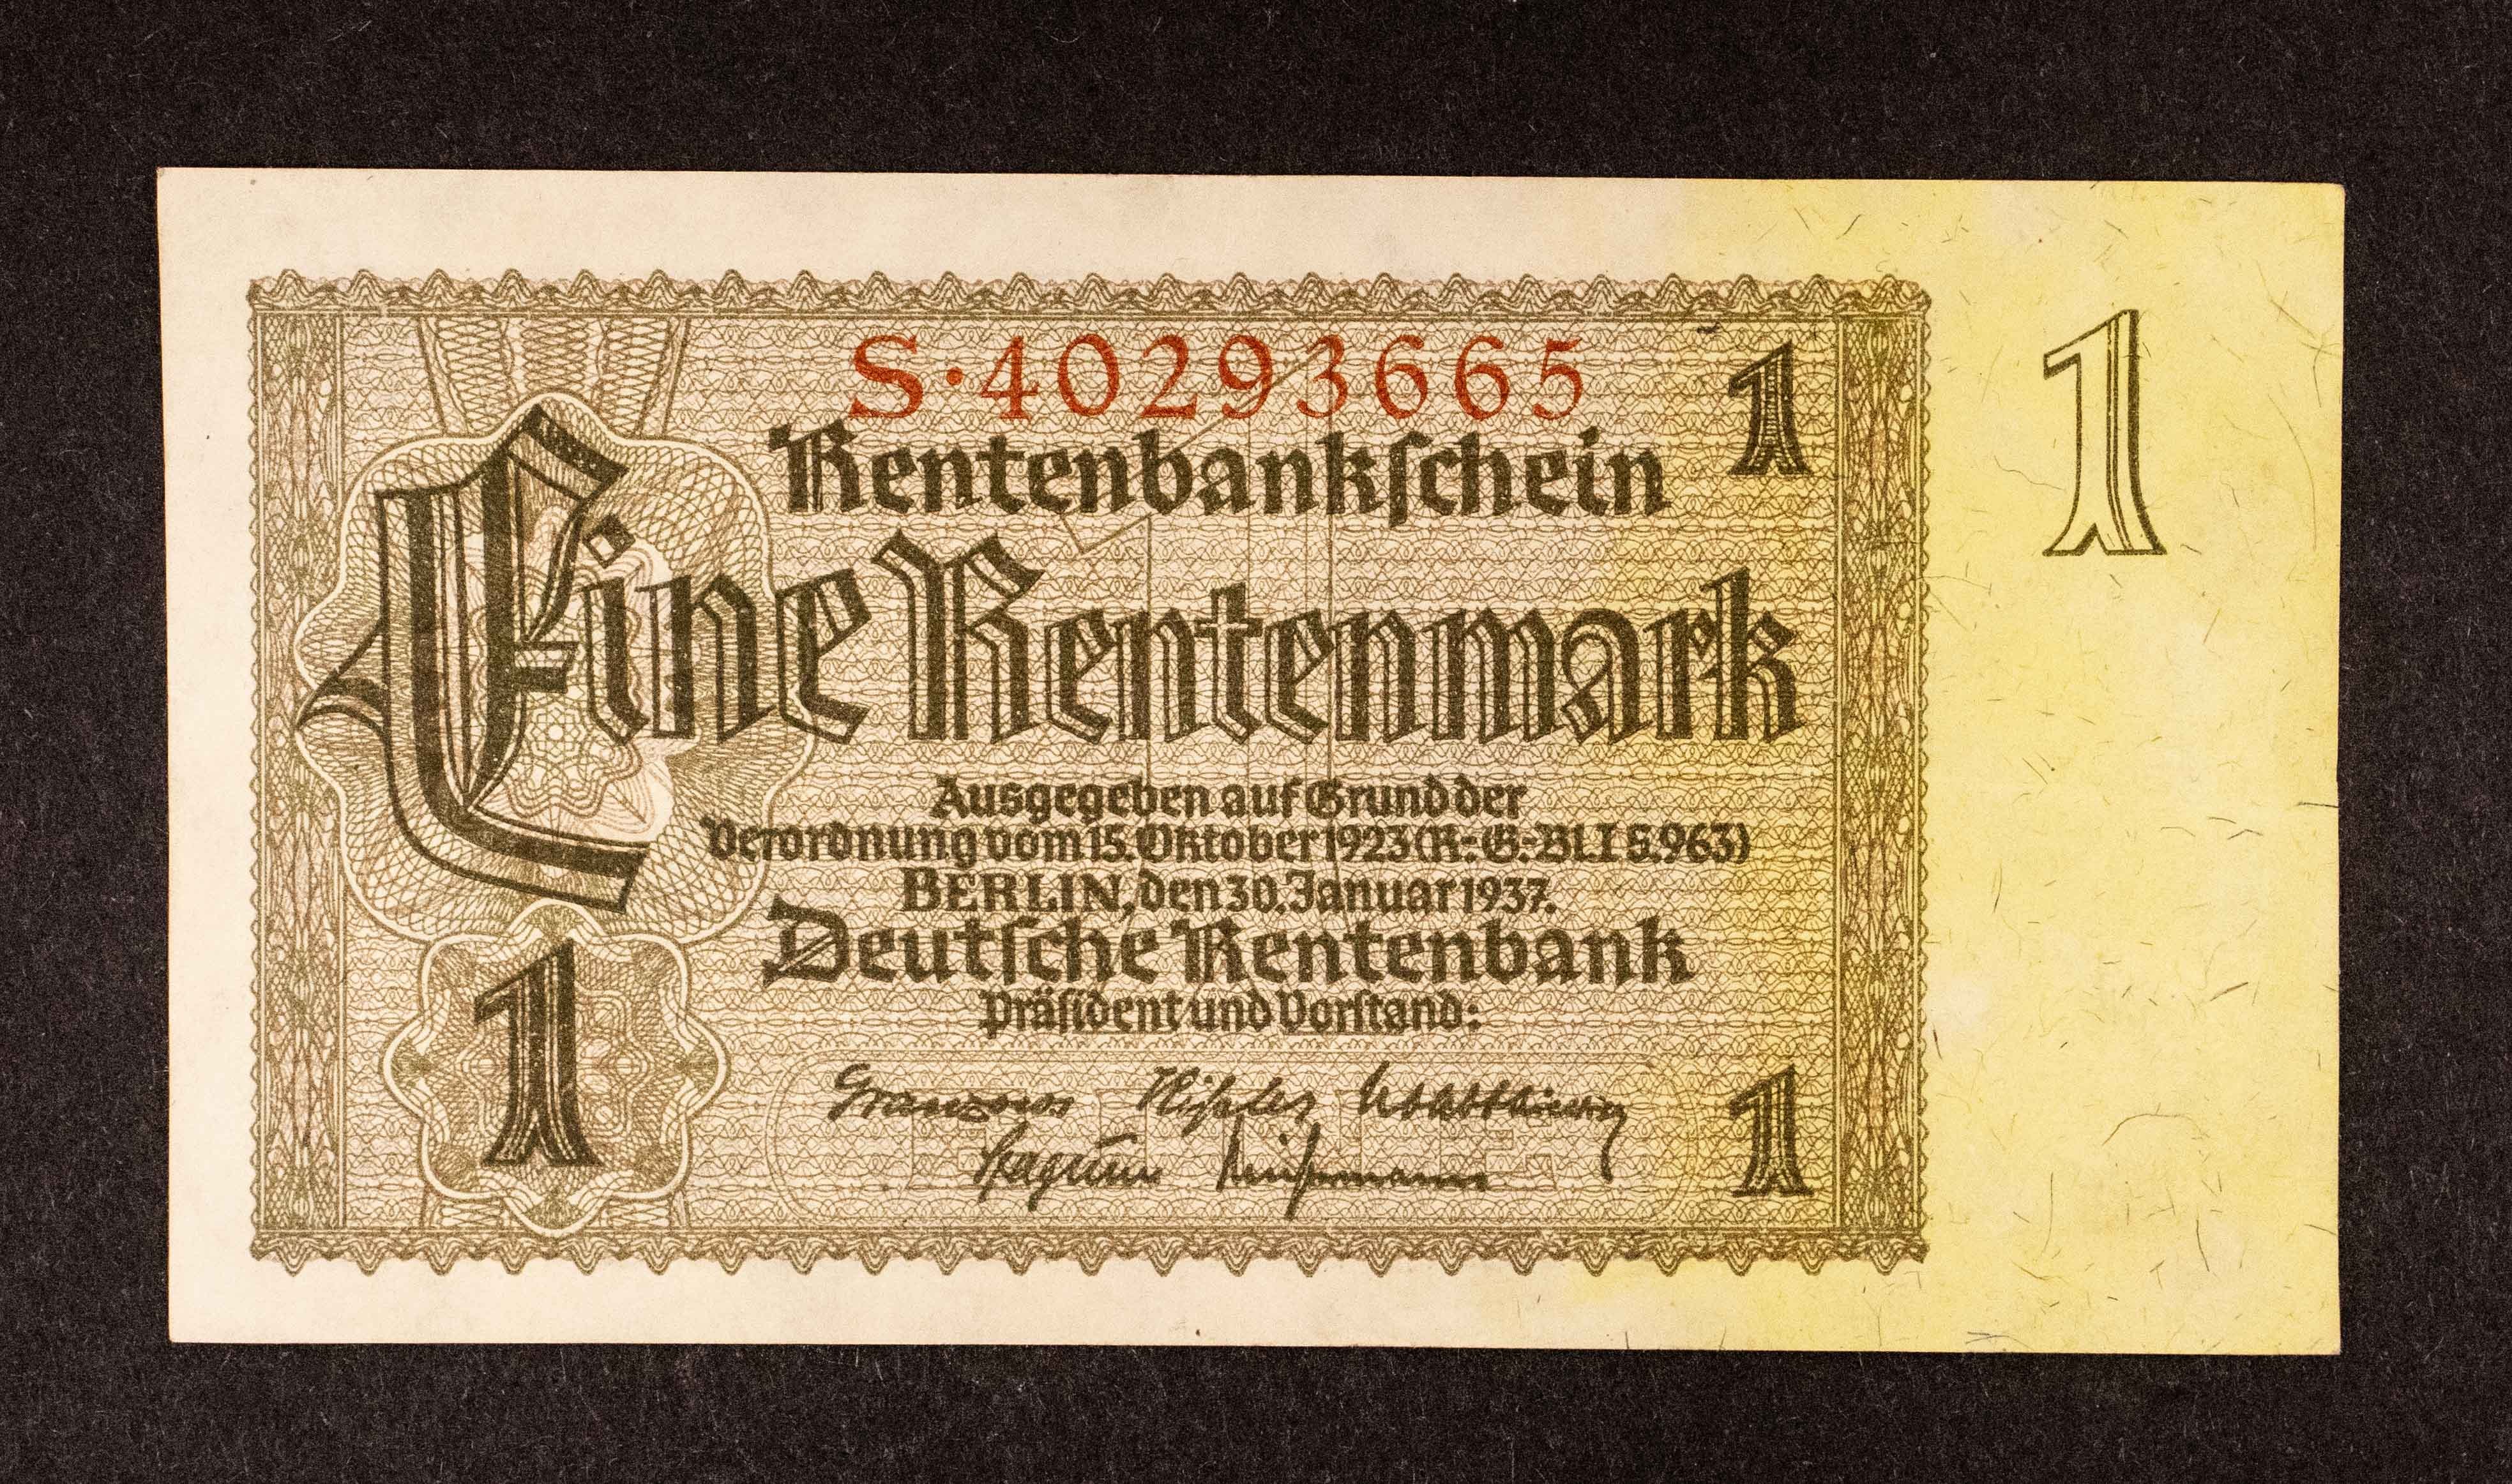 S·40293665
1
1
Rentenbankſchein
Eine Rentenmark
Ausgegeben auf Grund der
Verordnung vom 15. Oktober 1923 (R.-G.-Bl. I S. 963)
BERLIN, den 30. Januar 1937.
Deutſche Rentenbank
Präſident und Vorſtand:
1
1